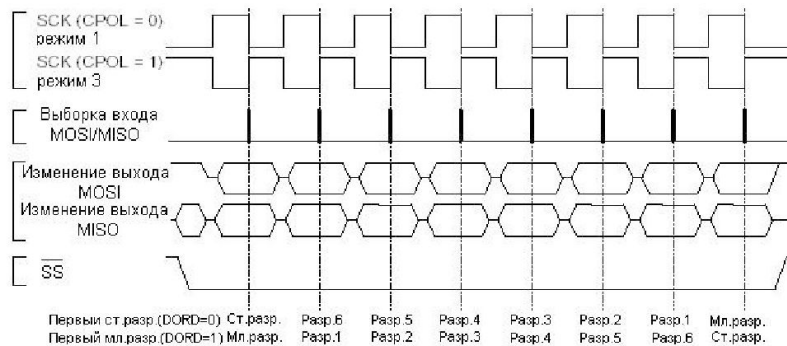 SCK (CPOL = 0)
режим 1
SCK (CPOL = 1)
режим 3
Выборка входа
MOSI/MISO
Изменение выхода
MOSI
Изменение выхода
MISO
SS
Первый ст.разр.(DORD=0) Ст.разр. Разр.6 Разр.5 Разр.4 Разр.3 Разр.2 Разр.1 Мл.разр.
Первый мл.разр.(DORD=1) Мл.разр. Разр.1 Разр.2 Разр.3 Разр.4 Разр.5 Разр.6 Ст.разр.